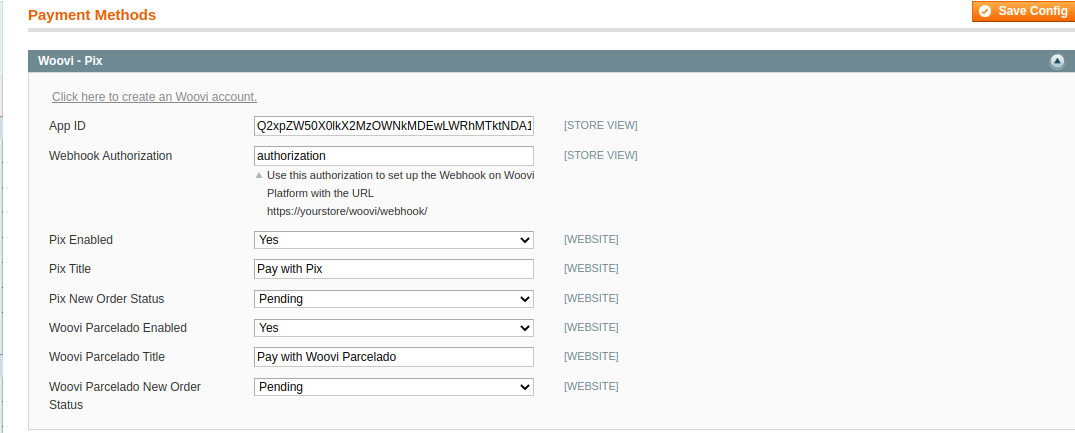 Payment Methods
Save Config
Woovi - Pix
Click here to create an Woovi account.
App ID
Q2xpZW50X0lkX2MzOWNkMDEwLWRhMTktNDA1
[STORE VIEW]
Webhook Authorization
authorization
[STORE VIEW]
Use this authorization to set up the Webhook on Woovi
Platform with the URL
https://yourstore/woovi/webhook/
Pix Enabled
Yes
[WEBSITE]
Pix Title
Pay with Pix
[WEBSITE]
Pix New Order Status
Pending
[WEBSITE]
Woovi Parcelado Enabled
Yes
[WEBSITE]
Woovi Parcelado Title
Pay with Woovi Parcelado
[WEBSITE]
Woovi Parcelado New Order
Status
Pending
[WEBSITE]